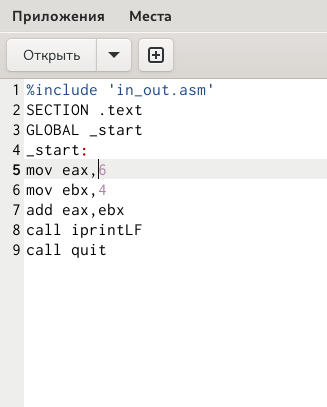 Приложения Места
Открыть
1 %include 'in_out.asm'
2 SECTION .text
3 GLOBAL _start
4 _start:
5 mov eax,6
6 mov ebx,4
7 add eax,ebx
8 call iprintLF
9 call quit